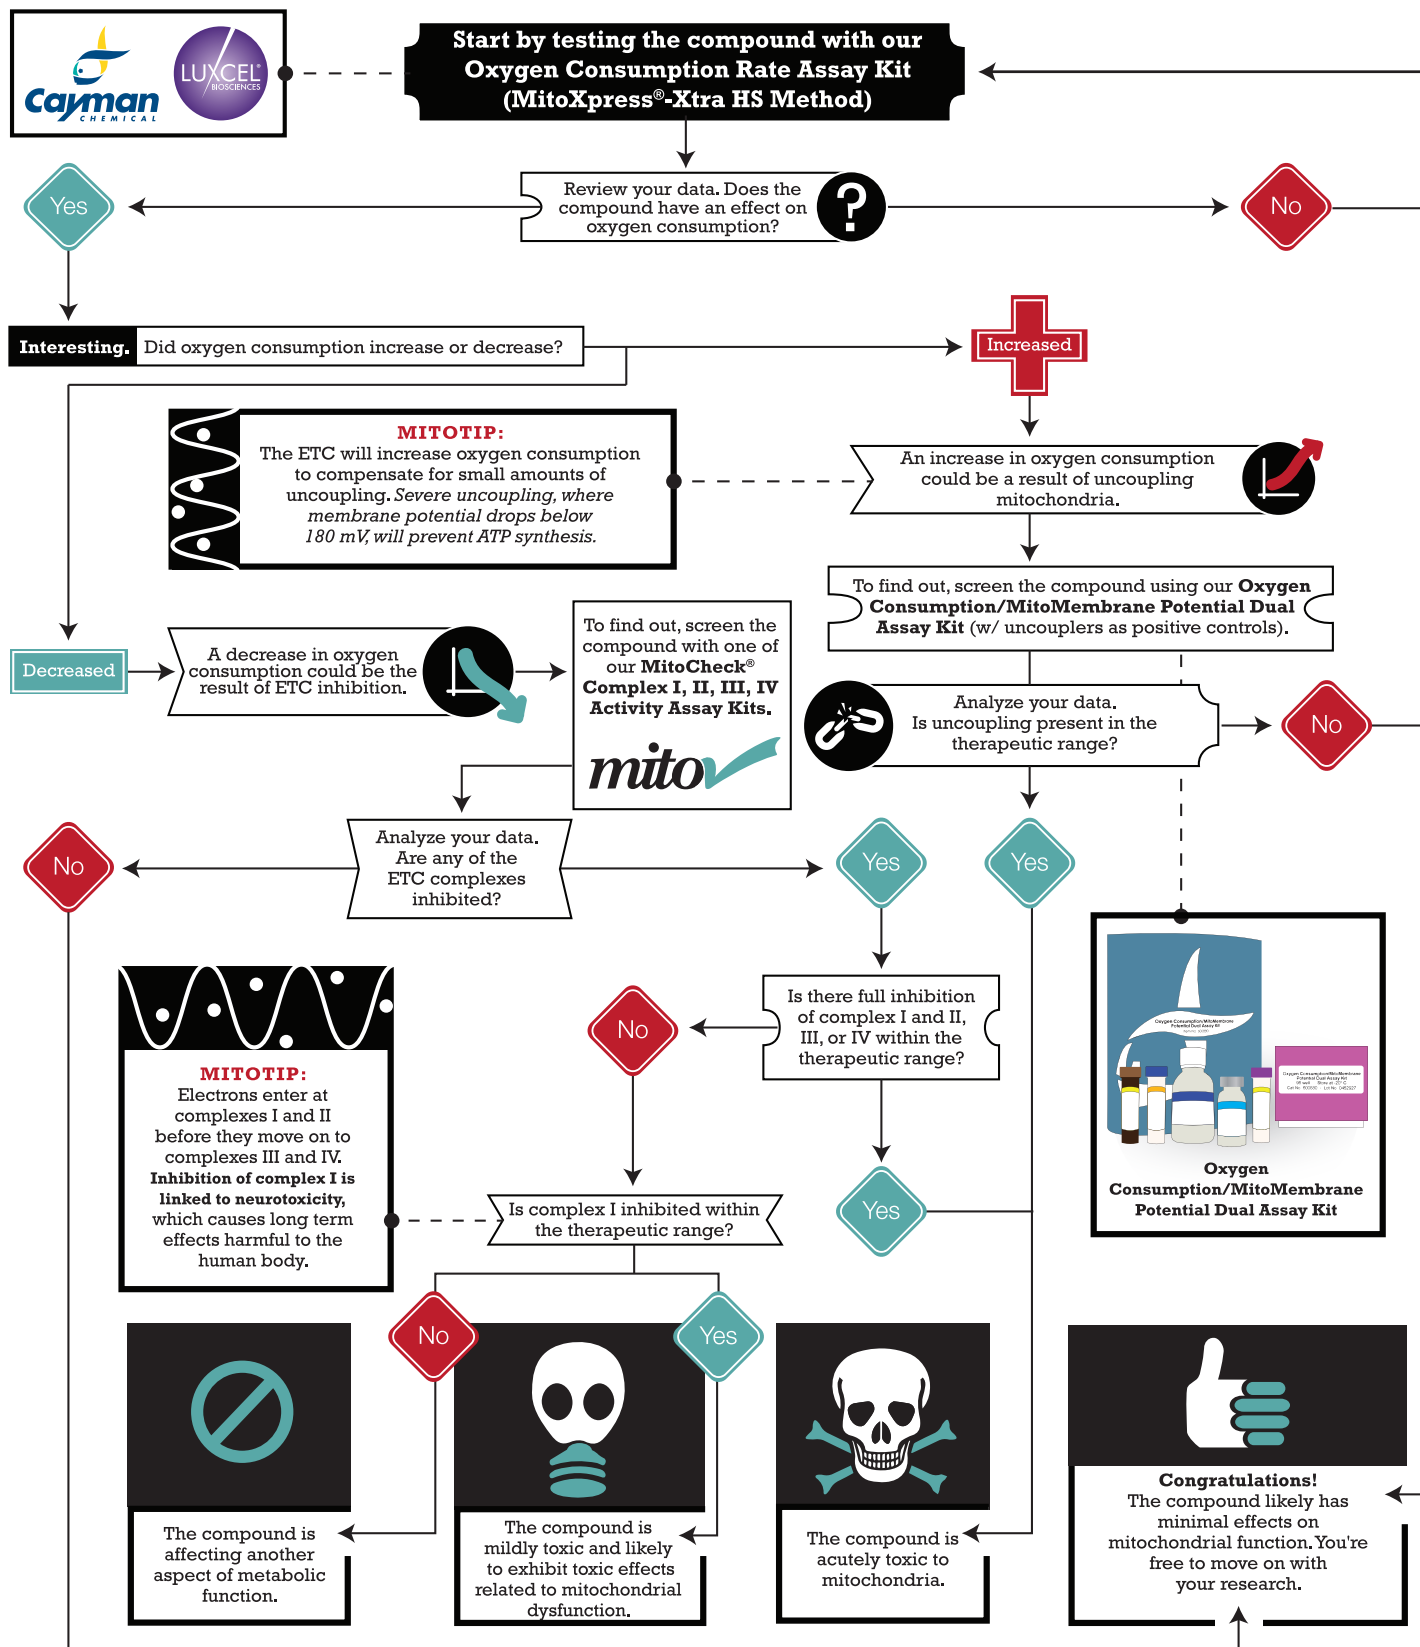 Cayman
CHEMICAL
LUXCEL®
BIOSCIENCES
Start by testing the compound with our
Oxygen Consumption Rate Assay Kit
(MitoXpress®-Xtra HS Method)
Yes
Review your data. Does the
compound have an effect on
oxygen consumption?
?
No
Interesting. Did oxygen consumption increase or decrease?
Increased
MITOTIP:
The ETC will increase oxygen consumption
to compensate for small amounts of
uncoupling. Severe uncoupling, where
membrane potential drops below
180 mV, will prevent ATP synthesis.
An increase in oxygen consumption
could be a result of uncoupling
mitochondria.
To find out, screen the compound using our Oxygen
Consumption/MitoMembrane Potential Dual
Assay Kit (w/ uncouplers as positive controls).
Decreased
A decrease in oxygen
consumption could be the
result of ETC inhibition.
To find out, screen the
compound with one of
our MitoCheck®
Complex I, II, III, IV
Activity Assay Kits.
mito
Analyze your data.
Is uncoupling present in the
therapeutic range?
No
No
Analyze your data.
Are any of the
ETC complexes
inhibited?
Yes
Yes
MITOTIP:
Electrons enter at
complexes I and II
before they move on to
complexes III and IV.
Inhibition of complex I is
linked to neurotoxicity,
which causes long term
effects harmful to the
human body.
No
Is there full inhibition
of complex I and II,
III, or IV within the
therapeutic range?
Oxygen Consumption/MitoMembrane
Potential Dual Assay Kit
Oxygen Consumption/MitoMembrane
Potential Dual Assay Kit
Oxygen
Consumption/MitoMembrane
Potential Dual Assay Kit
Is complex I inhibited within
the therapeutic range?
Yes
No
Yes
The compound is
affecting another
aspect of metabolic
function.
The compound is
mildly toxic and likely
to exhibit toxic effects
related to mitochondrial
dysfunction.
The compound is
acutely toxic to
mitochondria.
Congratulations!
The compound likely has
minimal effects on
mitochondrial function. You're
free to move on with
your research.